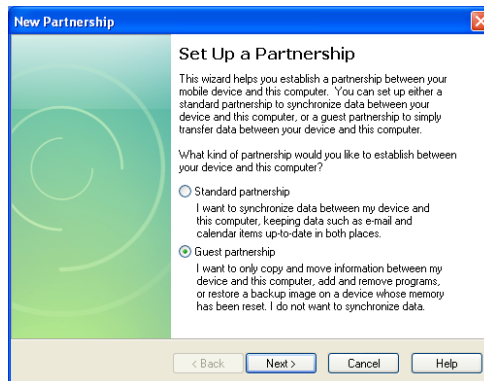 New Partnership
Set Up a Partnership
This wizard helps you establish a partnership between your
mobile device and this computer. You can set up either a
standard partnership to synchronize data between your
device and this computer, or a guest partnership to simply
transfer data between your device and this computer.
What kind of partnership would you like to establish between
your device and this computer?
Standard partnership
I want to synchronize data between my device and
this computer, keeping data such as e-mail and
calendar items up-to-date in both places.
Guest partnership
I want to only copy and move information between my
device and this computer, add and remove programs,
or restore a backup image on a device whose memory
has been reset. I do not want to synchronize data.
< Back
Next >
Cancel
Help